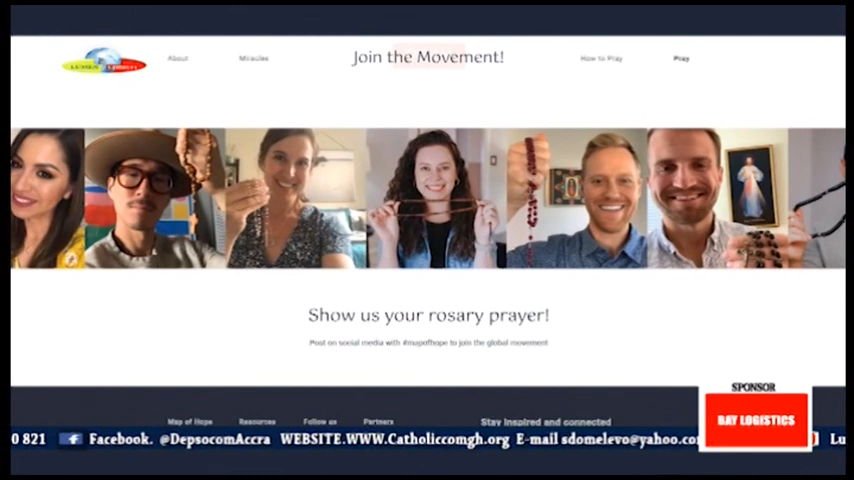 About
Miracles
Join the Movement!
How to Pray
Pray
Show us your rosary prayer!
Post on social media with #mapofhope to join the global movement
Map of Hope
Resources
Follow us
Partners
Stay inspired and connected
SPONSOR
DAY LOGISTICS
0 821 Facebook. @DepsocomAccra WEBSITE.WWW.Catholiccomgh.org E-mail sdomelevo@yahoo.co Lu